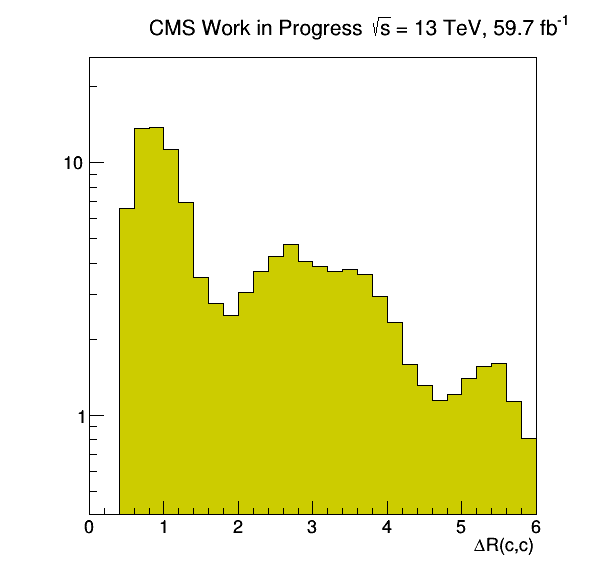 CMS Work in Progress √s = 13 TeV, 59.7 fb⁻¹
10
1
0 1 2 3 4 5 6
ΔR(c,c)